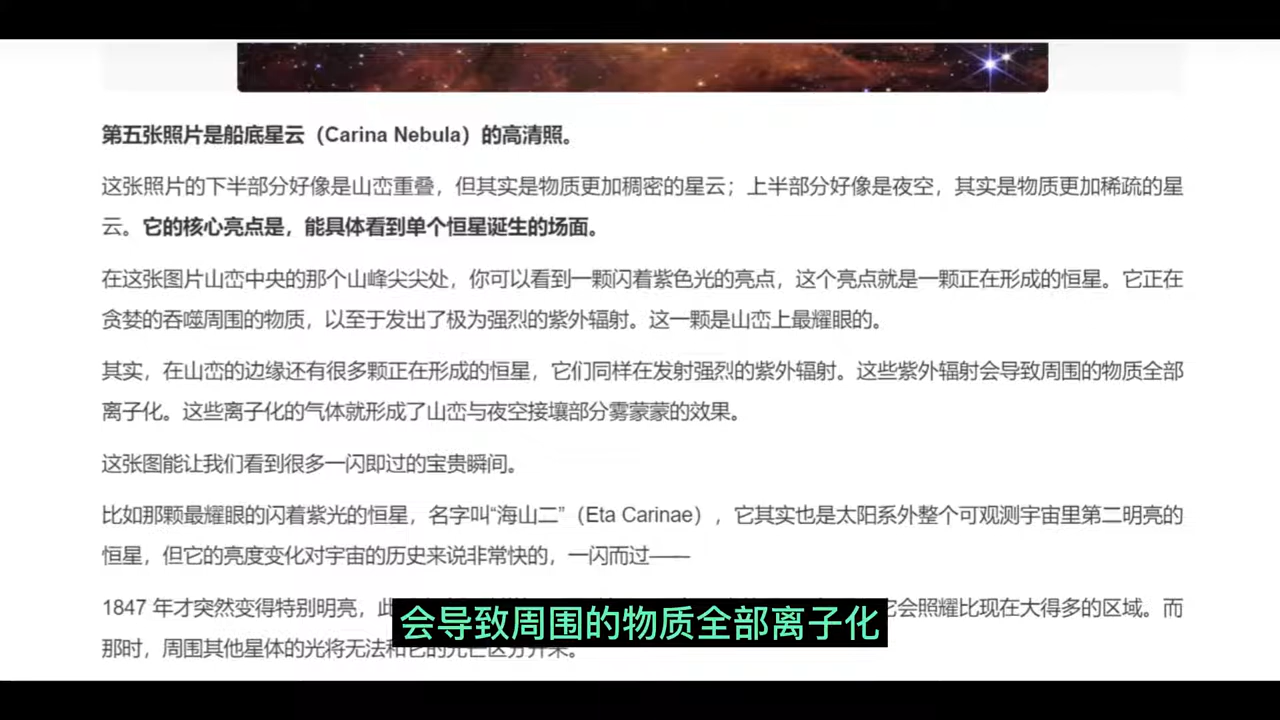 第五张照片是船底星云（Carina Nebula）的高清照。
这张照片的下半部分好像是山峦重叠，但其实是物质更加稠密的星云；上半部分好像是夜空，其实是物质更加稀疏的星
云。它的核心亮点是，能具体看到单个恒星诞生的场面。
在这张图片山峦中央的那个山峰尖尖处，你可以看到一颗闪着紫色光的亮点，这个亮点就是一颗正在形成的恒星。它正在
贪婪的吞噬周围的物质，以至于发出了极为强烈的紫外辐射。这一颗是山峦上最耀眼的。
其实，在山峦的边缘还有很多颗正在形成的恒星，它们同样在发射强烈的紫外辐射。这些紫外辐射会导致周围的物质全部
离子化。这些离子化的气体就形成了山峦与夜空接壤部分雾蒙蒙的效果。
这张图能让我们看到很多一闪即过的宝贵瞬间。
比如那颗最耀眼的闪着紫光的恒星，名字叫“海山二”（Eta Carinae），它其实也是太阳系外整个可观测宇宙里第二明亮的
恒星，但它的亮度变化对宇宙的历史来说非常快的，一闪而过——
1847 年才突然变得特别明亮，此 它会照耀比现在大得多的区域。而
那时，周围其他星体的光将无法和它的光芒区分开来。
会导致周围的物质全部离子化